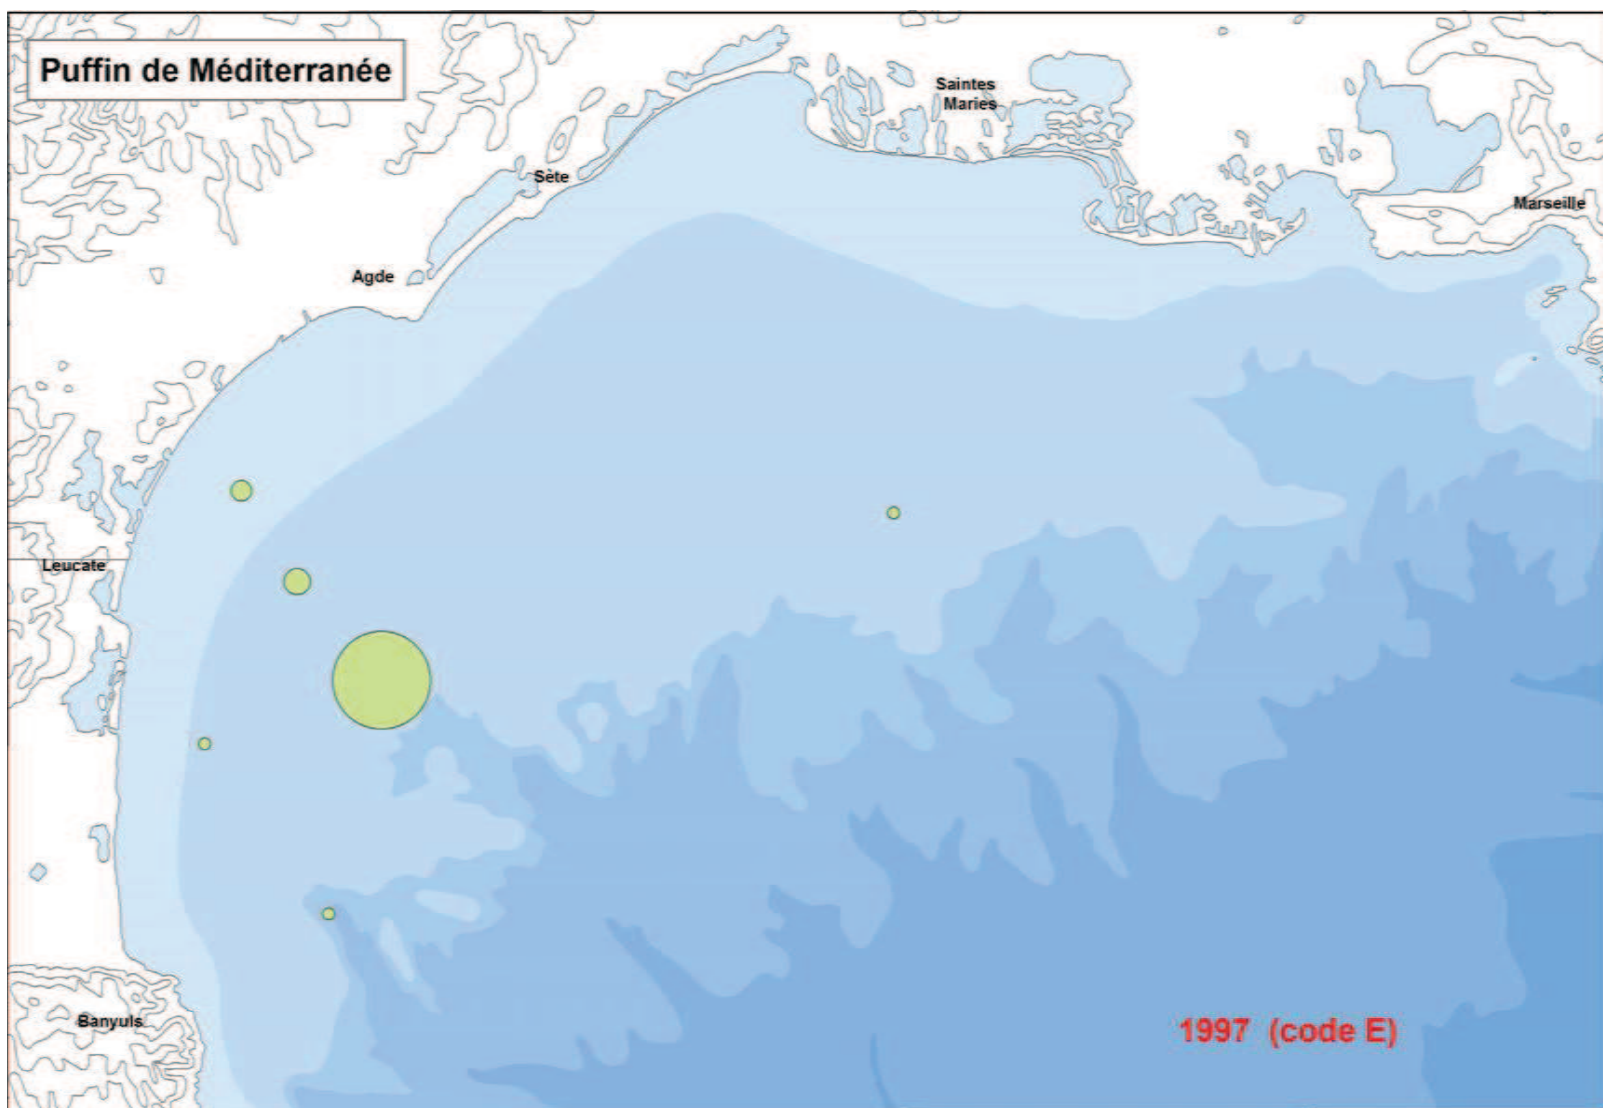 Puffin de Méditerranée
Saintes
Maries
Sète
Marseille
Agde
Leucate
Banyuls
1997 (code E)